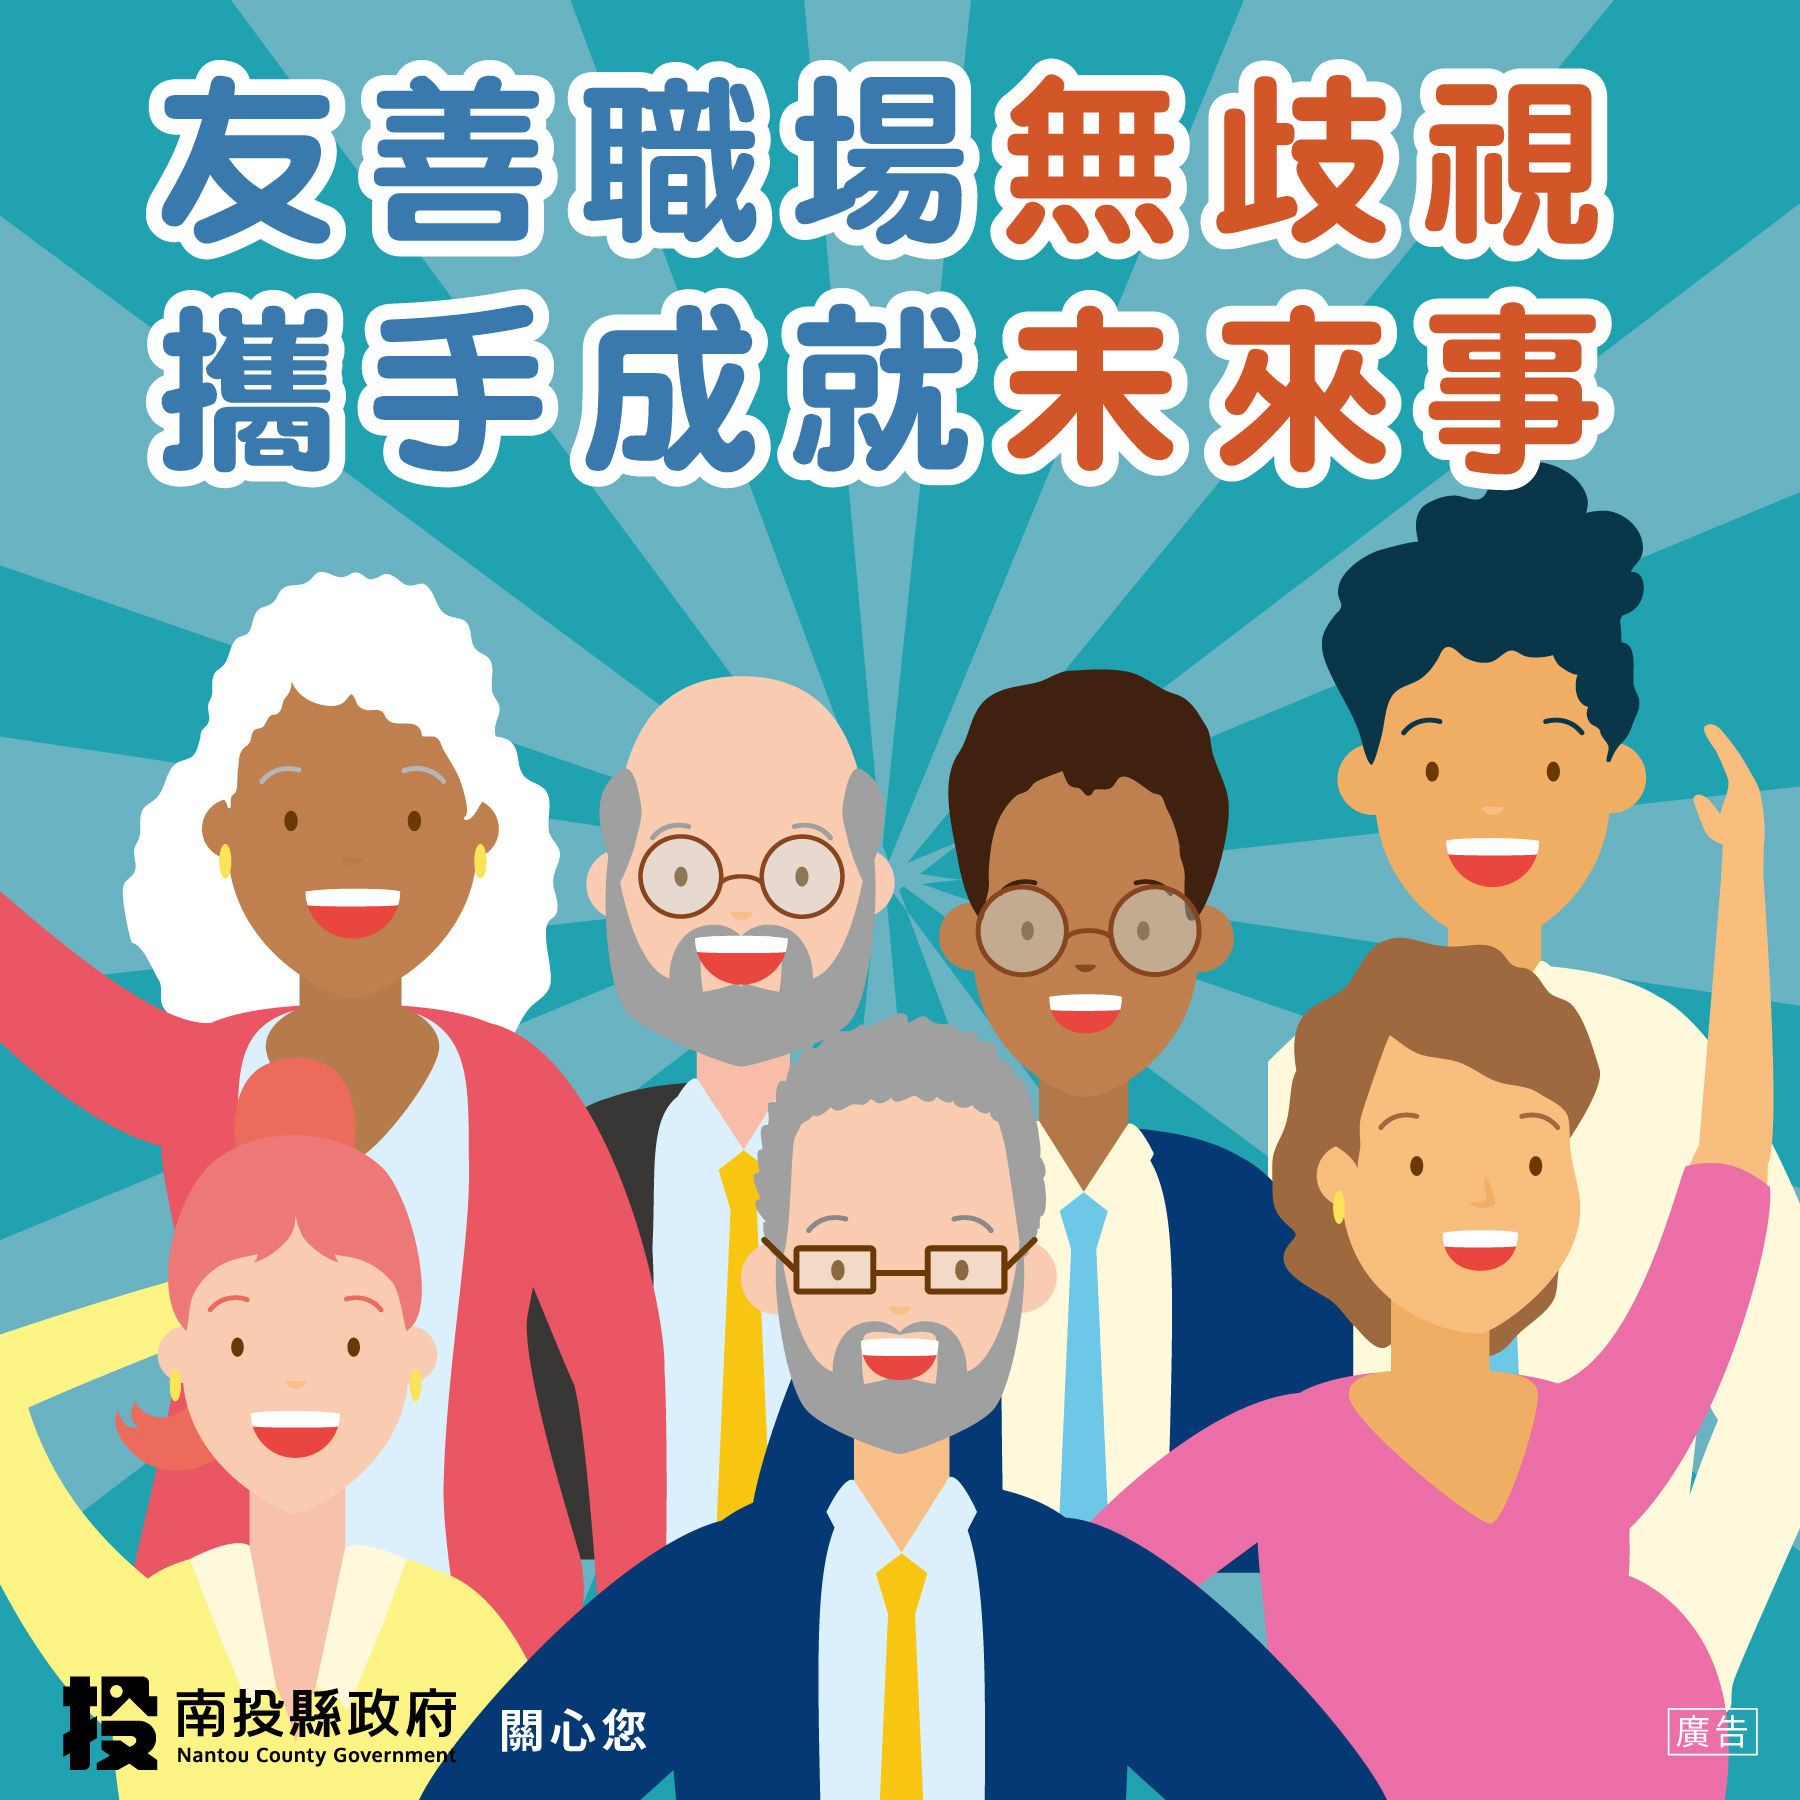 友善職場無歧視
攜手成就未來事
投 南投縣政府
Nantou County Government
關心您
廣告